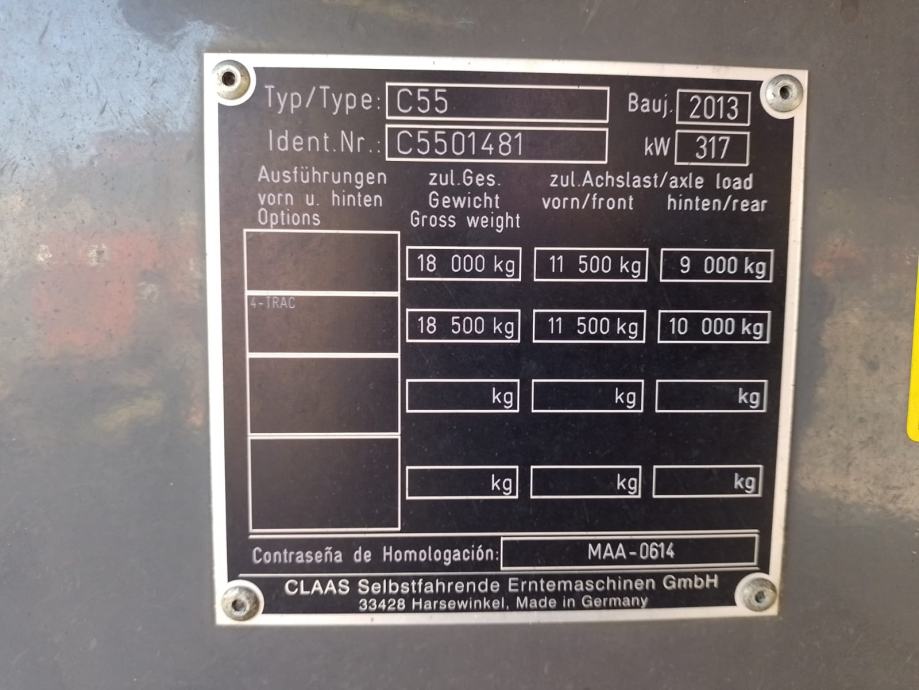 Typ/Type: C55 Bauj. 2013
Ident.Nr.: C5501481 kW 317
Ausführungen zul.Ges. zul.Achslast/axle load
vorn u. hinten Gewicht vorn/front hinten/rear
Options Gross weight
18 000 kg 11 500 kg 9 000 kg
4-TRAC
18 500 kg 11 500 kg 10 000 kg
kg kg kg
kg kg kg
Contraseña de Homologación: MAA-0614
CLAAS Selbstfahrende Erntemaschinen GmbH
33428 Harsewinkel, Made in Germany